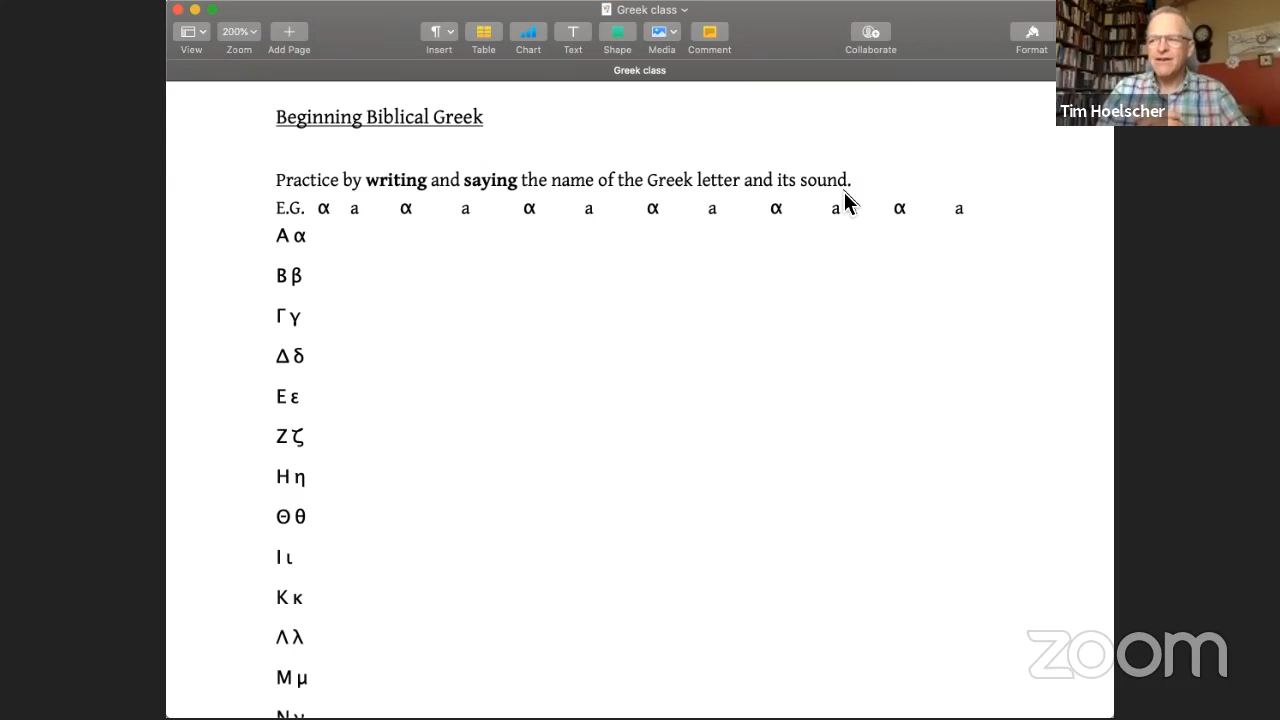 Greek class
200%
View
Zoom
Add Page
Insert
Table
Chart
Text
Shape
Media
Comment
Collaborate
Format
Greek class
Tim Hoelscher
Beginning Biblical Greek
Practice by writing and saying the name of the Greek letter and its sound.
E.G. α a α a α a α a α a α a
Α α
Β β
Γ γ
Δ δ
Ε ε
Ζ ζ
Η η
Θ θ
Ι ι
Κ κ
Λ λ
Μ μ
Ν ν
zoom